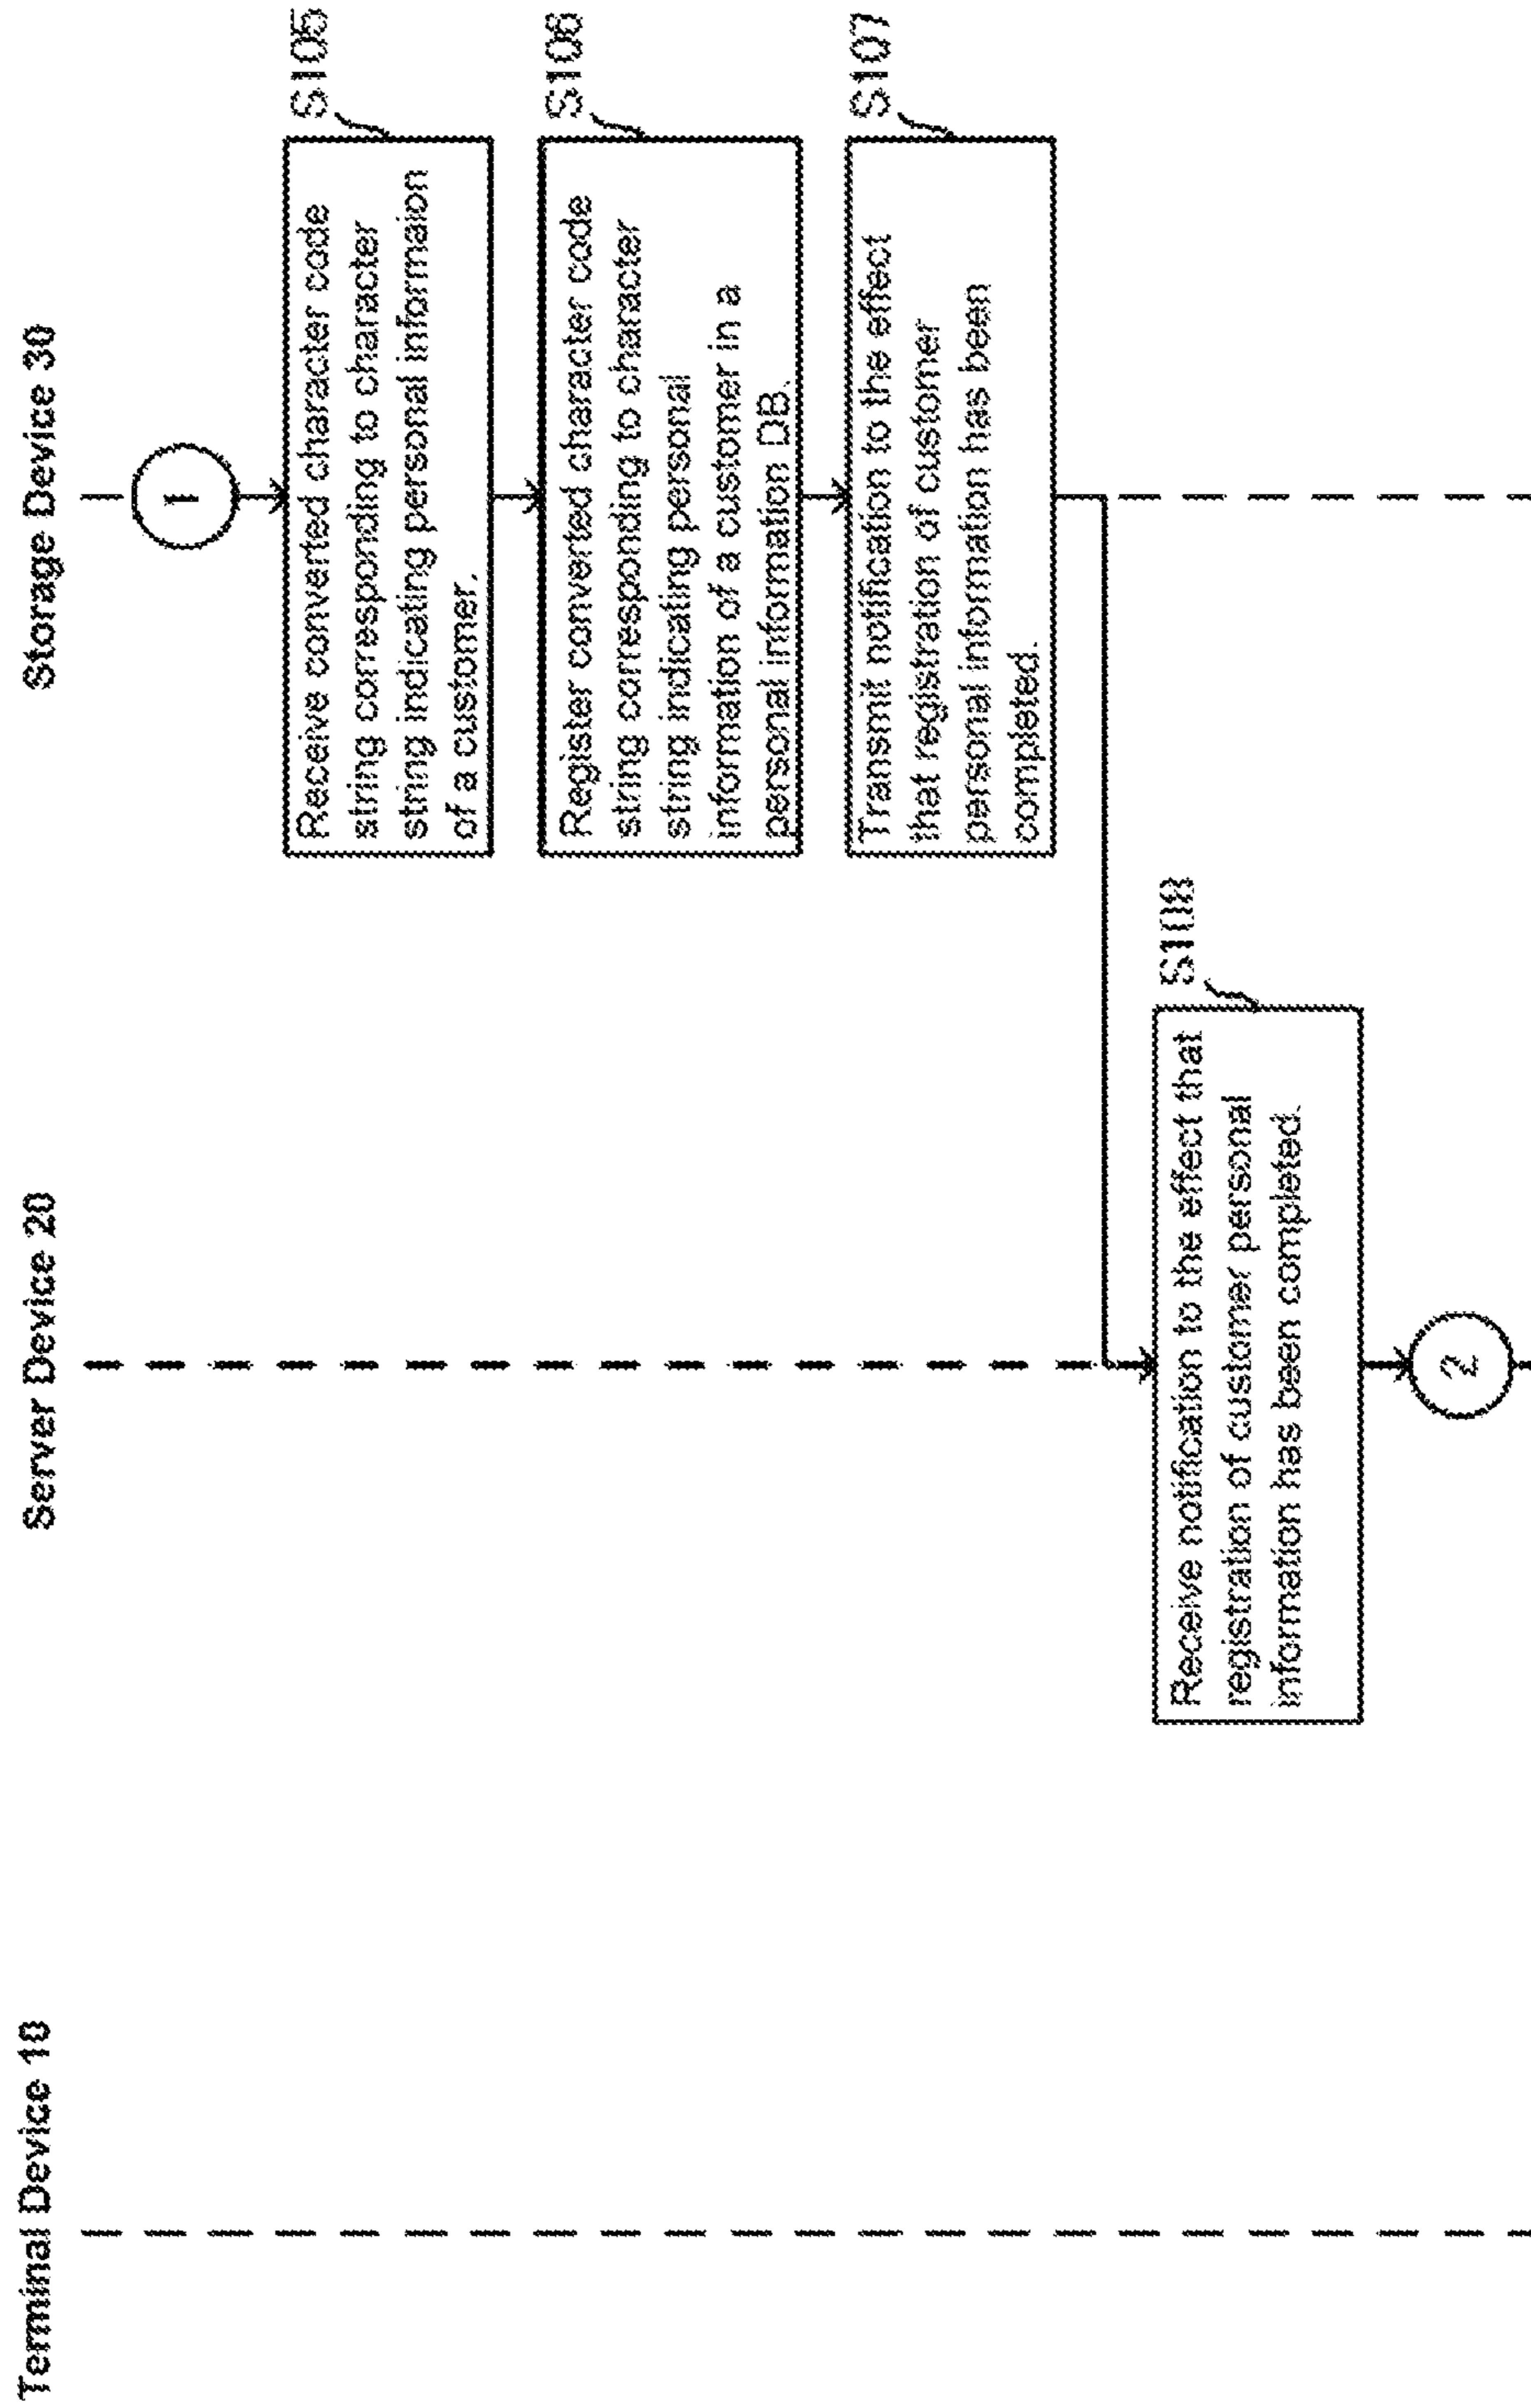 Terminal Device 10
Server Device 20
Storage Device 30
1
S105
Receive converted character code
string corresponding to character
string indicating personal informaion
of a customer.
S106
Register converted character code
string corresponding to character
string indicating personal
information of a customer in a
personal information DB.
S107
Transmit notification to the effect
that registration of customer
personal information has been
completed.
S108
Receive notification to the effect that
registration of customer personal
information has been completed.
2